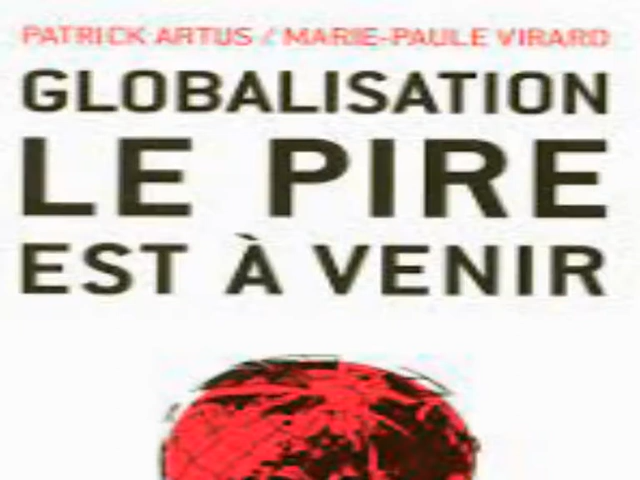 PATRICK ARTUS / MARIE-PAULE VIRARD
GLOBALISATION
LE PIRE
EST À VENIR